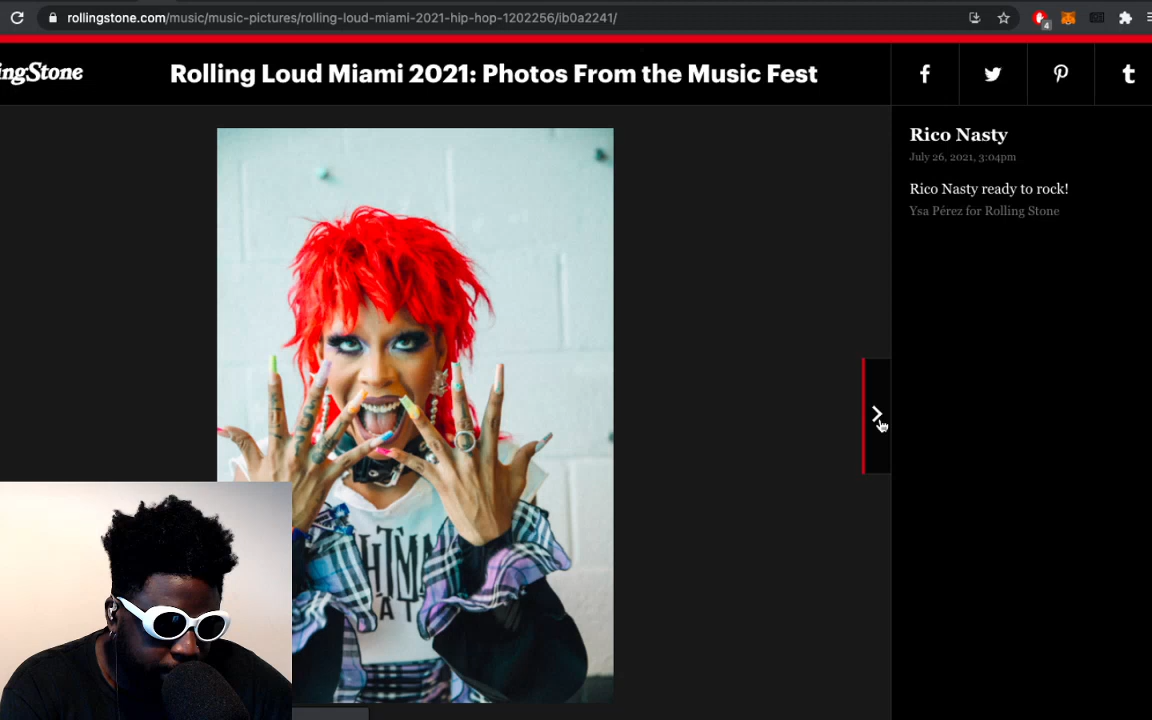 rollingstone.com/music/music-pictures/rolling-loud-miami-2021-hip-hop-1202256/ib0a2241/
4
ingStone
Rolling Loud Miami 2021: Photos From the Music Fest
Rico Nasty
July 26, 2021, 3:04pm
Rico Nasty ready to rock!
Ysa Pérez for Rolling Stone